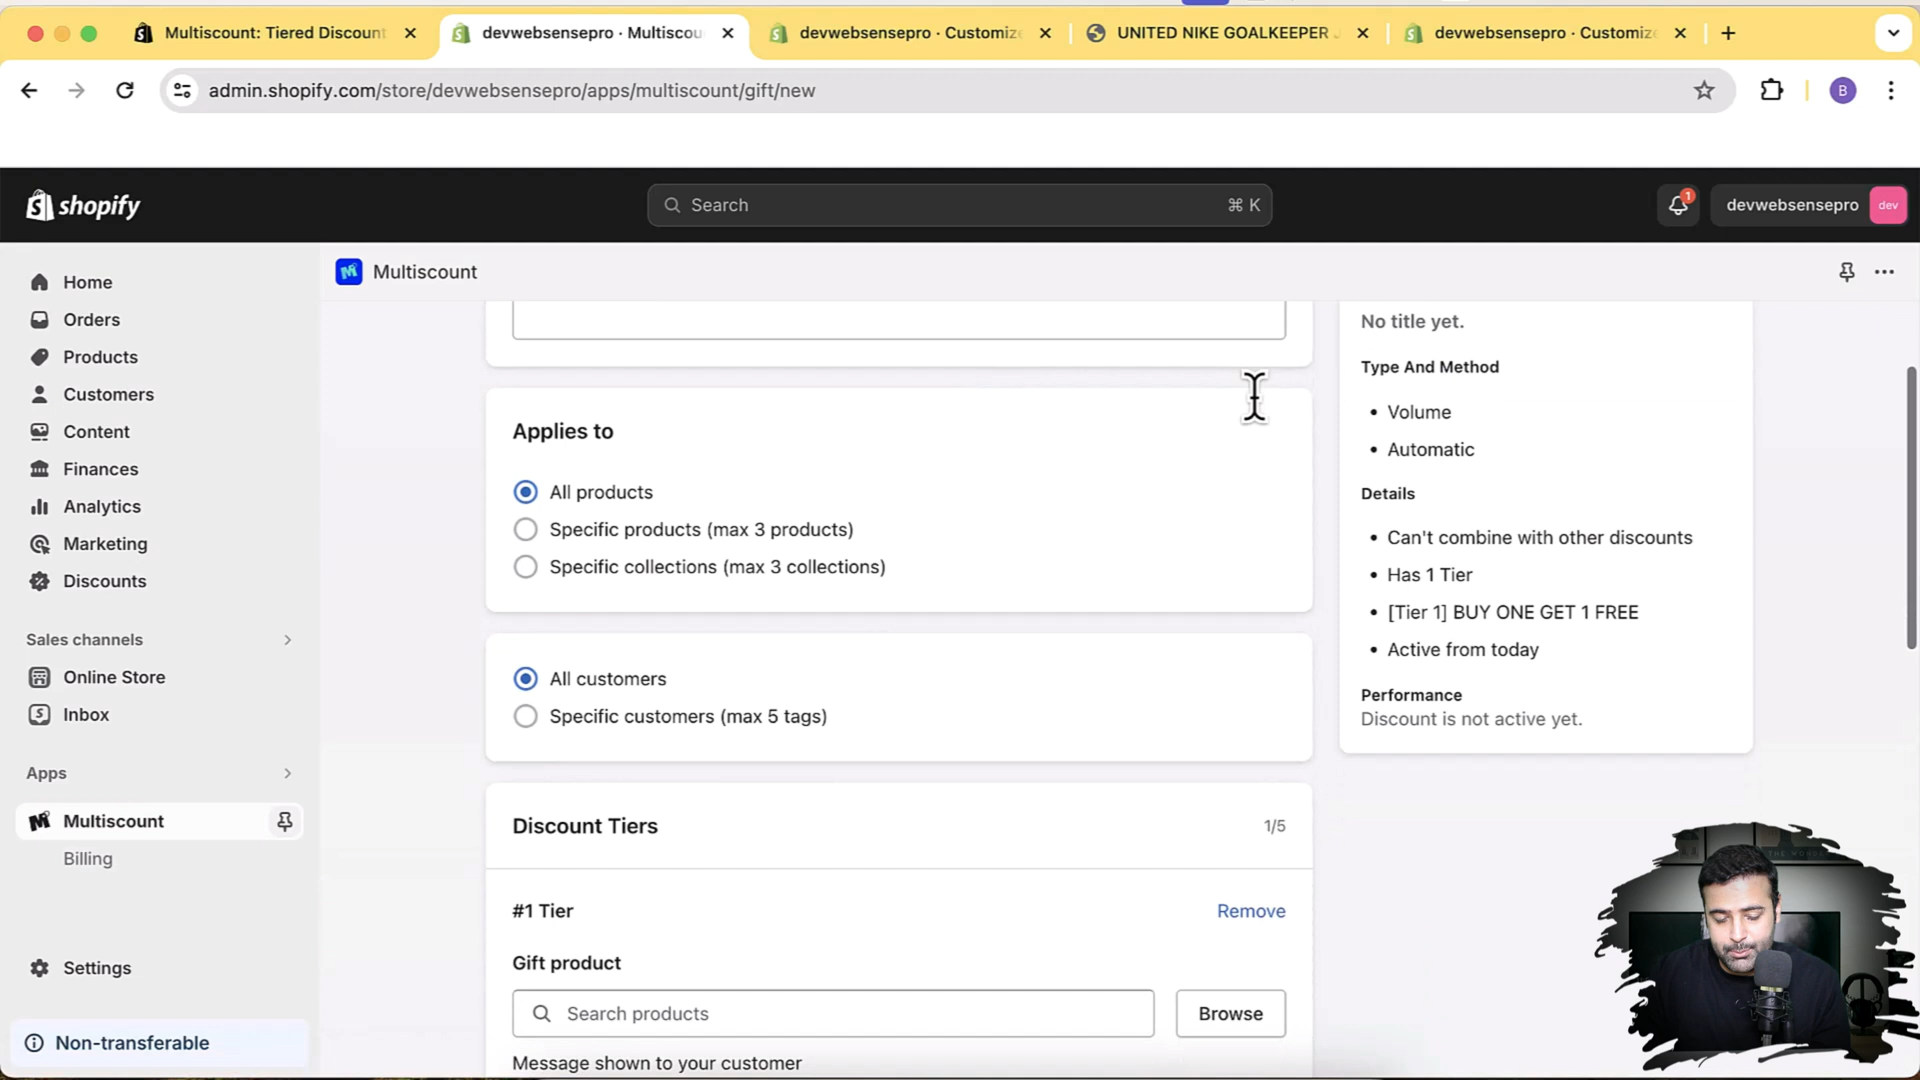 Multiscount: Tiered Discount
devwebsensepro · Multiscou
devwebsensepro · Customize
UNITED NIKE GOALKEEPER J
devwebsensepro · Customize
admin.shopify.com/store/devwebsensepro/apps/multiscount/gift/new
B
shopify
Search
⌘ K
1
devwebsensepro
dev
Home
Orders
Products
Customers
Content
Finances
Analytics
Marketing
Discounts
Sales channels
Online Store
Inbox
Apps
Multiscount
Billing
Settings
Non-transferable
Multiscount
Applies to
All products
Specific products (max 3 products)
Specific collections (max 3 collections)
All customers
Specific customers (max 5 tags)
Discount Tiers
1/5
#1 Tier
Remove
Gift product
Search products
Browse
Message shown to your customer
No title yet.
Type And Method
• Volume
• Automatic
Details
• Can't combine with other discounts
• Has 1 Tier
• [Tier 1] BUY ONE GET 1 FREE
• Active from today
Performance
Discount is not active yet.